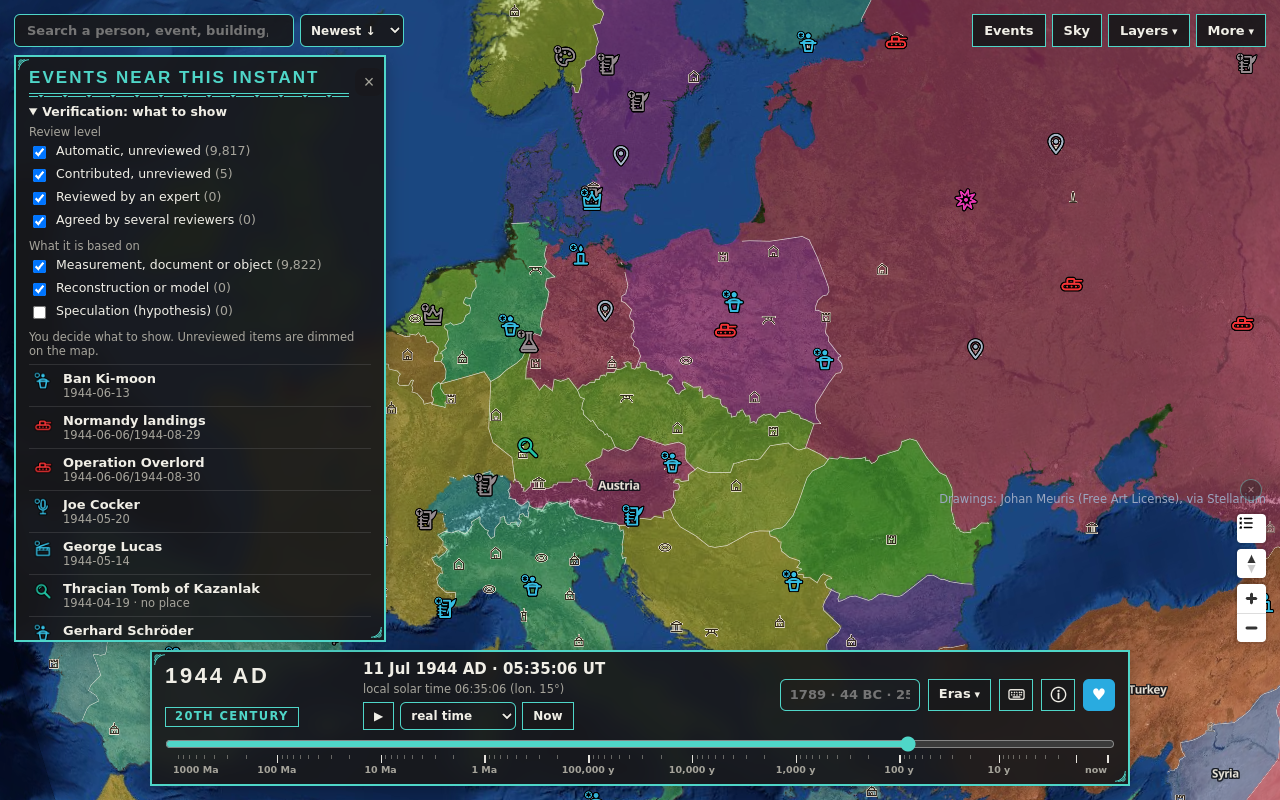 Search a person, event, building,
Newest ↓
Events
Sky
Layers ▾
More ▾
EVENTS NEAR THIS INSTANT
×
▼ Verification: what to show
Review level
Automatic, unreviewed (9,817)
Contributed, unreviewed (5)
Reviewed by an expert (0)
Agreed by several reviewers (0)
What it is based on
Measurement, document or object (9,822)
Reconstruction or model (0)
Speculation (hypothesis) (0)
You decide what to show. Unreviewed items are dimmed
on the map.
Ban Ki-moon
1944-06-13
Normandy landings
1944-06-06/1944-08-29
Operation Overlord
1944-06-06/1944-08-30
Joe Cocker
1944-05-20
George Lucas
1944-05-14
Thracian Tomb of Kazanlak
1944-04-19 · no place
Gerhard Schröder
Austria
Drawings: Johan Meuris (Free Art License), via Stellarium
Turkey
Syria
1944 AD
20TH CENTURY
11 Jul 1944 AD · 05:35:06 UT
local solar time 06:35:06 (lon. 15°)
▶
real time
Now
1789 · 44 BC · 25
Eras ▾
1000 Ma
100 Ma
10 Ma
1 Ma
100,000 y
10,000 y
1,000 y
100 y
10 y
now